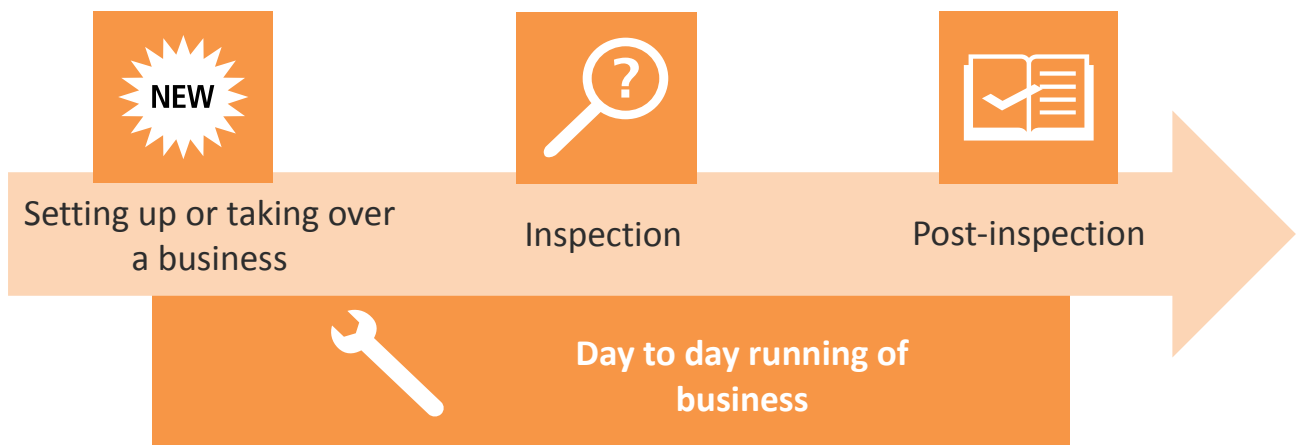 NEW
?
Setting up or taking over
a business
Inspection
Post-inspection
Day to day running of
business